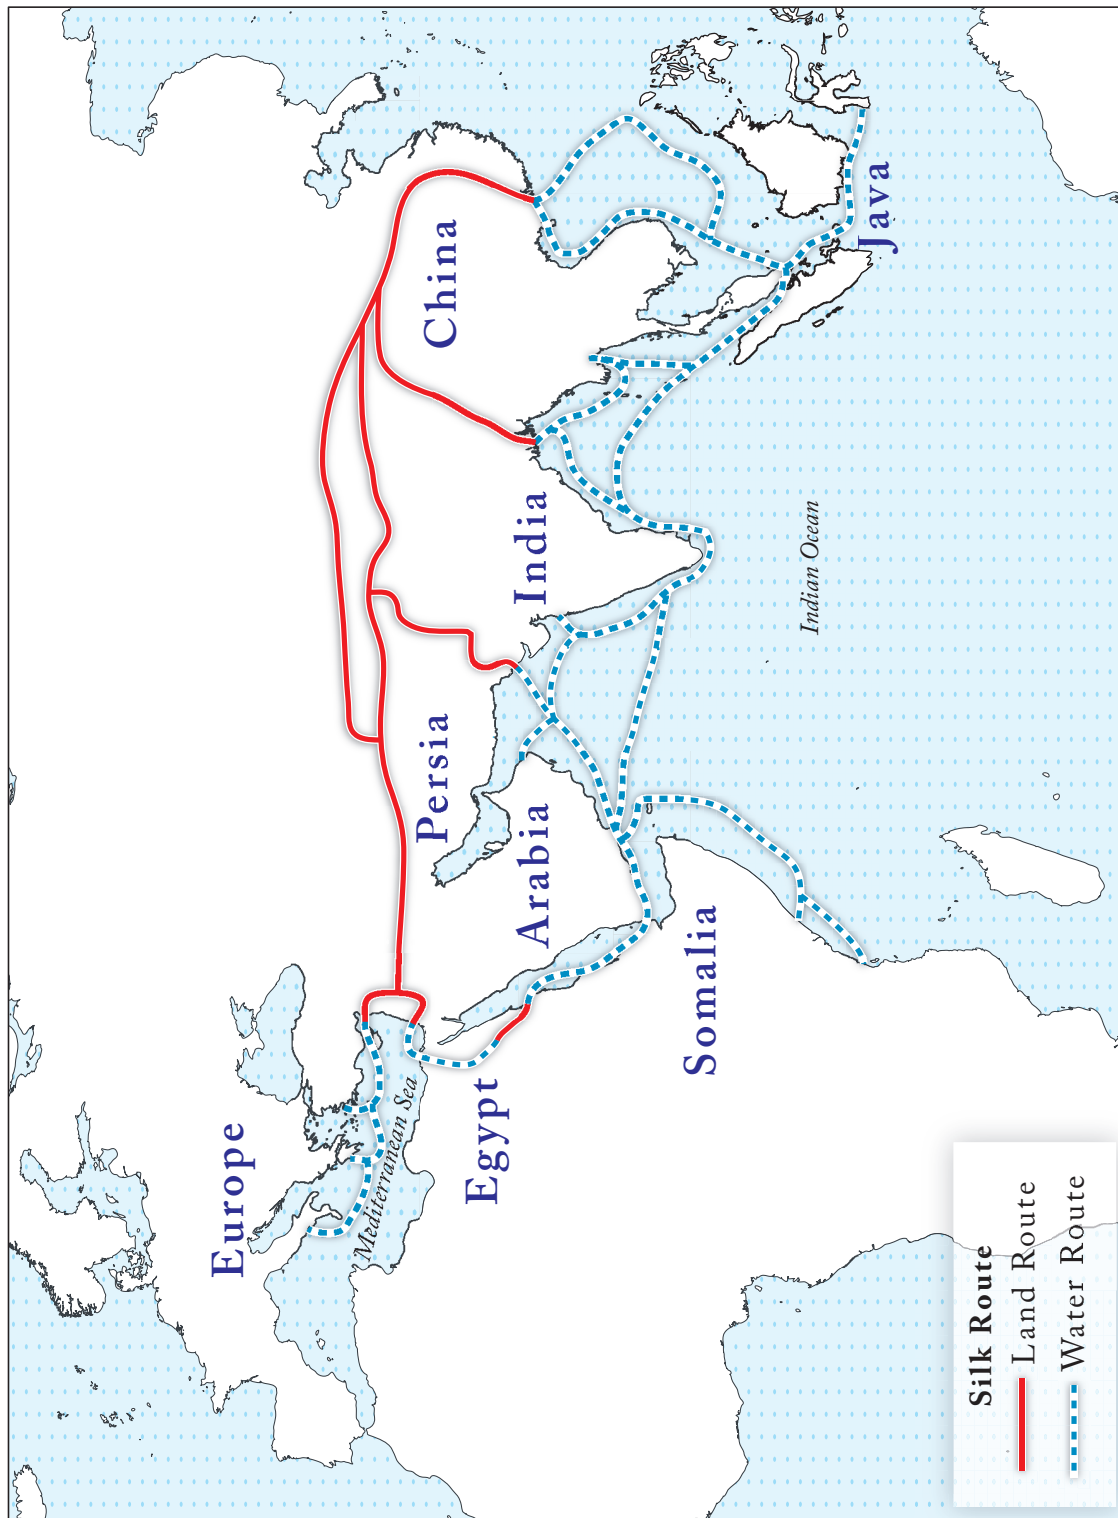 Europe
Mediterranean Sea
Egypt
Persia
Arabia
Somalia
India
China
Java
Indian Ocean
Silk Route
Land Route
Water Route